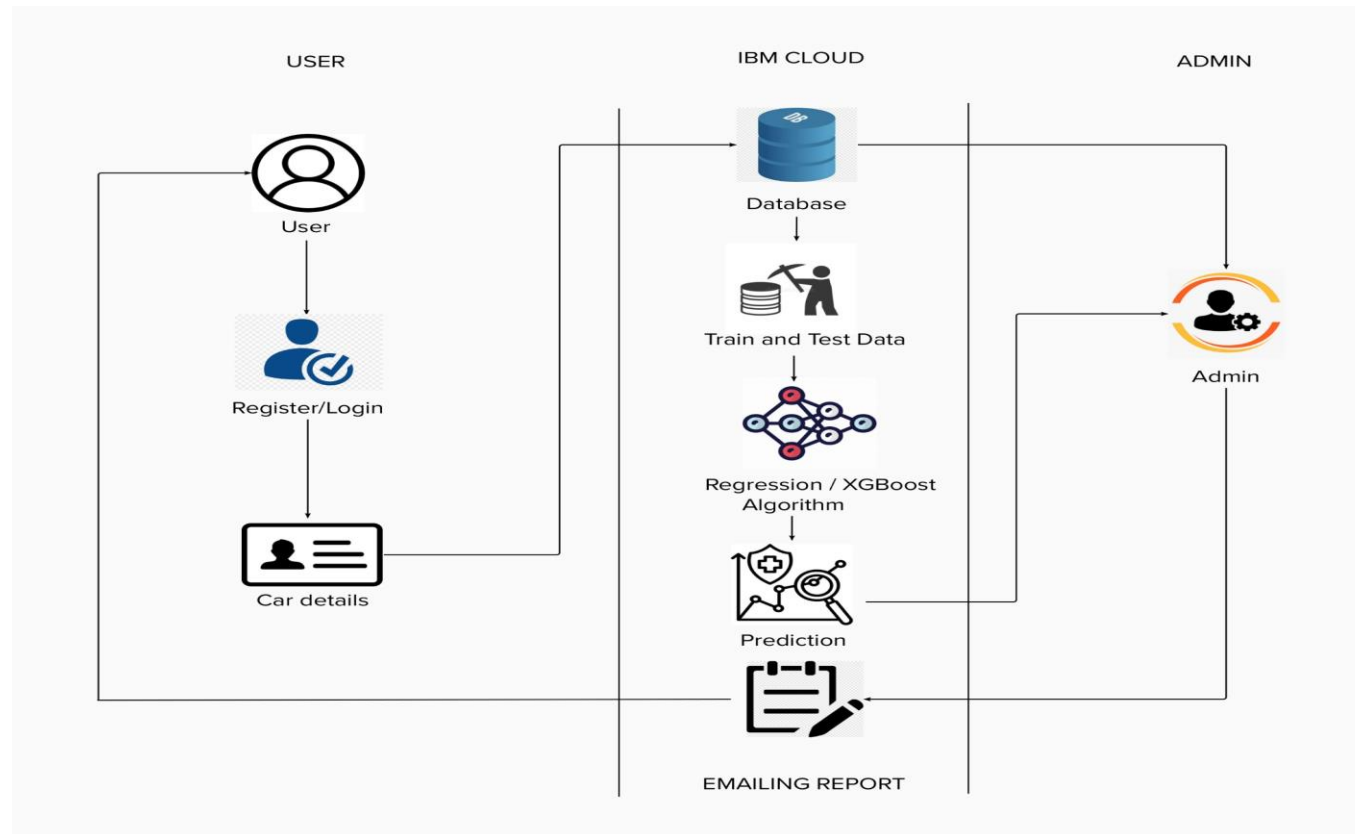 USER
IBM CLOUD
ADMIN
DB
Database
User
Train and Test Data
Register/Login
Admin
Regression / XGBoost
Algorithm
Car details
Prediction
EMAILING REPORT